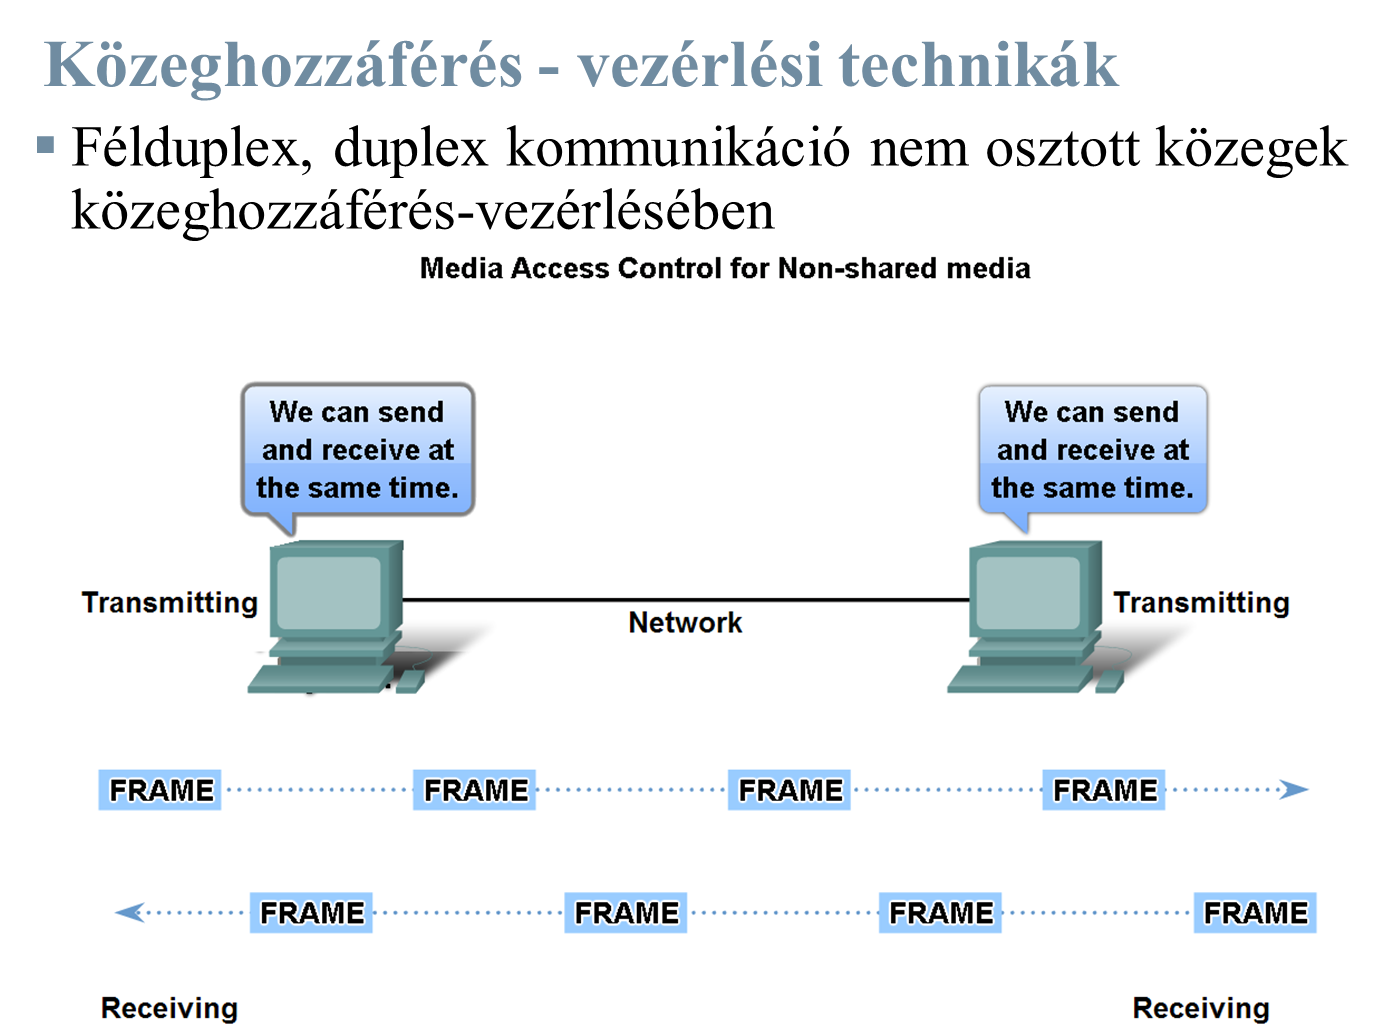 Közeghozzáférés - vezérlési technikák
Félduplex, duplex kommunikáció nem osztott közegek
közeghozzáférés-vezérlésében
Media Access Control for Non-shared media
We can send
and receive at
the same time.
We can send
and receive at
the same time.
Transmitting
Network
Transmitting
FRAME FRAME FRAME FRAME
FRAME FRAME FRAME FRAME
Receiving
Receiving